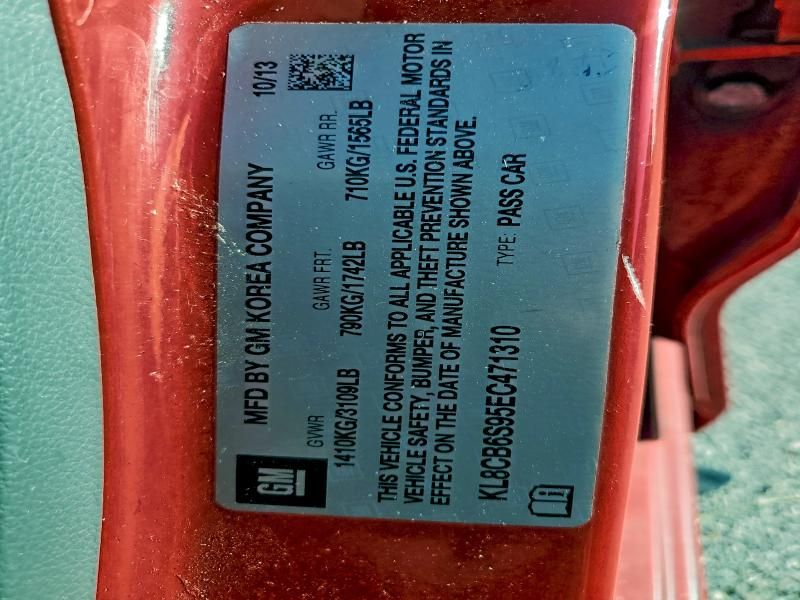 GM
MFD BY GM KOREA COMPANY 10/13
GVWR GAWR FRT. GAWR RR.
1410KG/3109LB 790KG/1742LB 710KG/1565LB
THIS VEHICLE CONFORMS TO ALL APPLICABLE U.S. FEDERAL MOTOR
VEHICLE SAFETY, BUMPER, AND THEFT PREVENTION STANDARDS IN
EFFECT ON THE DATE OF MANUFACTURE SHOWN ABOVE.
KL8CB6S95EC471310 TYPE: PASS CAR